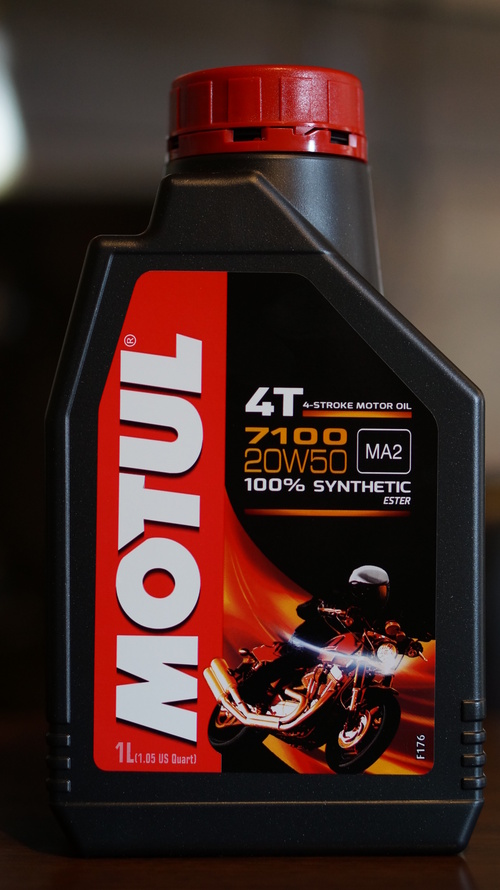 MOTUL®
4T 4-STROKE MOTOR OIL
7100
20W50
MA2
100% SYNTHETIC
ESTER
1L (1.05 US Quart)
F176